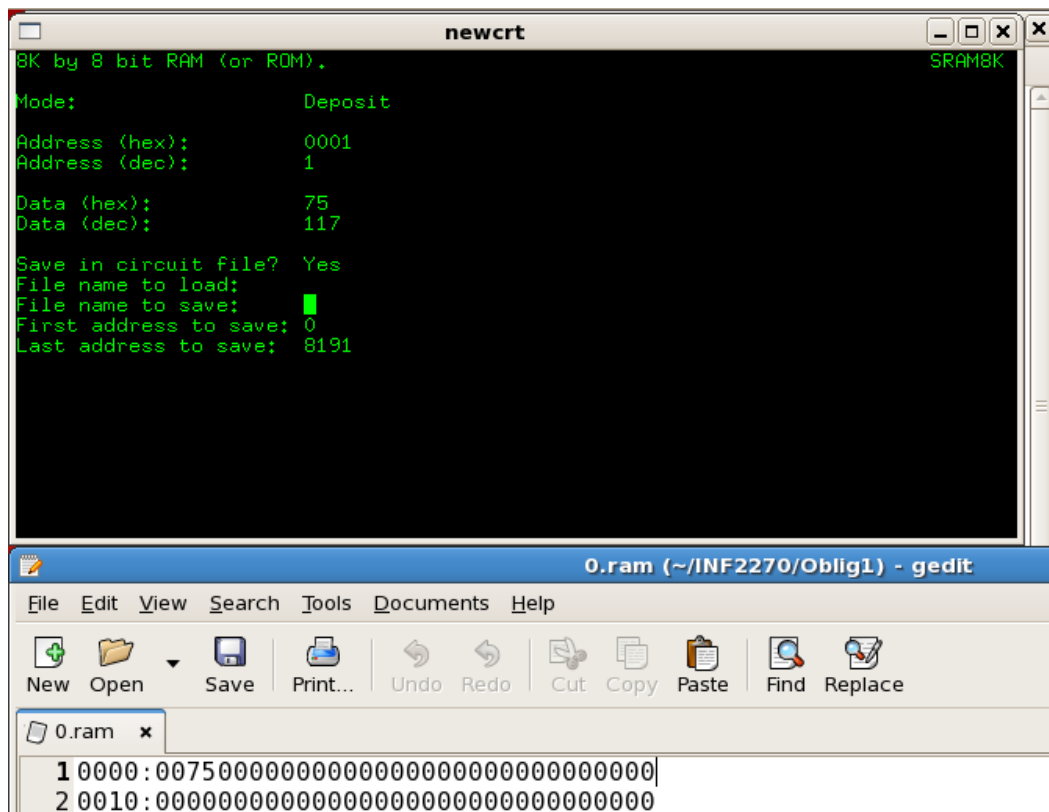 newcrt
8K by 8 bit RAM (or ROM). SRAM8K
Mode: Deposit
Address (hex): 0001
Address (dec): 1
Data (hex): 75
Data (dec): 117
Save in circuit file? Yes
File name to load:
File name to save:
First address to save: 0
Last address to save: 8191
0.ram (~/INF2270/Oblig1) - gedit
File Edit View Search Tools Documents Help
New Open Save Print... Undo Redo Cut Copy Paste Find Replace
0.ram
1 0000:00750000000000000000000000000000
2 0010:00000000000000000000000000000000